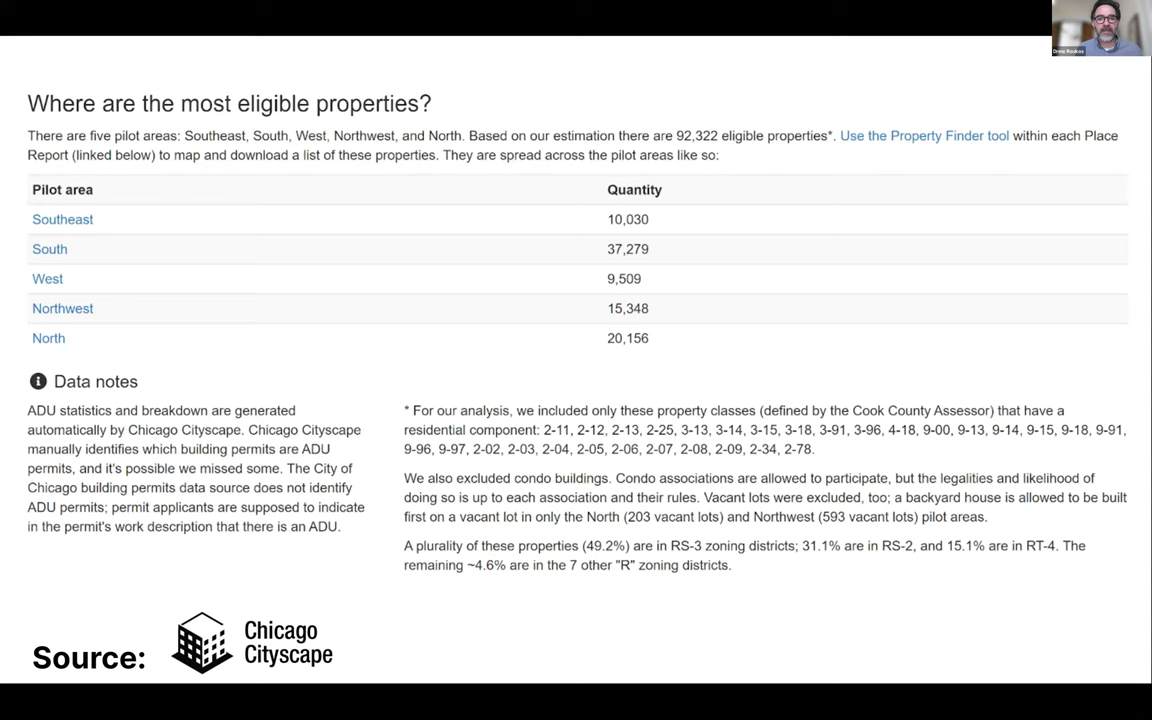 Drew Roskos
Where are the most eligible properties?
There are five pilot areas: Southeast, South, West, Northwest, and North. Based on our estimation there are 92,322 eligible properties*. Use the Property Finder tool within each Place
Report (linked below) to map and download a list of these properties. They are spread across the pilot areas like so:
Pilot area Quantity
Southeast 10,030
South 37,279
West 9,509
Northwest 15,348
North 20,156
Data notes
ADU statistics and breakdown are generated
automatically by Chicago Cityscape. Chicago Cityscape
manually identifies which building permits are ADU
permits, and it's possible we missed some. The City of
Chicago building permits data source does not identify
ADU permits; permit applicants are supposed to indicate
in the permit's work description that there is an ADU.
* For our analysis, we included only these property classes (defined by the Cook County Assessor) that have a
residential component: 2-11, 2-12, 2-13, 2-25, 3-13, 3-14, 3-15, 3-18, 3-91, 3-96, 4-18, 9-00, 9-13, 9-14, 9-15, 9-18, 9-91,
9-96, 9-97, 2-02, 2-03, 2-04, 2-05, 2-06, 2-07, 2-08, 2-09, 2-34, 2-78.
We also excluded condo buildings. Condo associations are allowed to participate, but the legalities and likelihood of
doing so is up to each association and their rules. Vacant lots were excluded, too; a backyard house is allowed to be built
first on a vacant lot in only the North (203 vacant lots) and Northwest (593 vacant lots) pilot areas.
A plurality of these properties (49.2%) are in RS-3 zoning districts; 31.1% are in RS-2, and 15.1% are in RT-4. The
remaining ~4.6% are in the 7 other "R" zoning districts.
Source:
Chicago
Cityscape